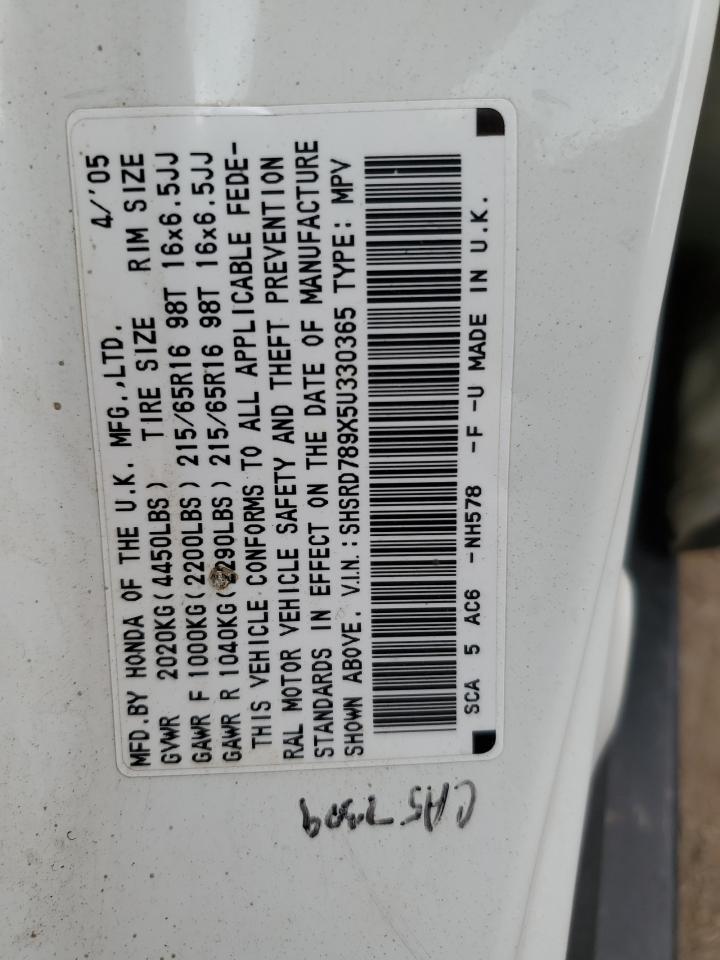 MFD.BY HONDA OF THE U.K. MFG.,LTD. 4/'05
GVWR 2020KG(4450LBS) TIRE SIZE RIM SIZE
GAWR F 1000KG(2200LBS) 215/65R16 98T 16x6.5JJ
GAWR R 1040KG(2290LBS) 215/65R16 98T 16x6.5JJ
THIS VEHICLE CONFORMS TO ALL APPLICABLE FEDE-
RAL MOTOR VEHICLE SAFETY AND THEFT PREVENTION
STANDARDS IN EFFECT ON THE DATE OF MANUFACTURE
SHOWN ABOVE. V.I.N.:SHSRD789X5U330365 TYPE: MPV
SCA 5 AC6 -NH578 -F -U MADE IN U.K.